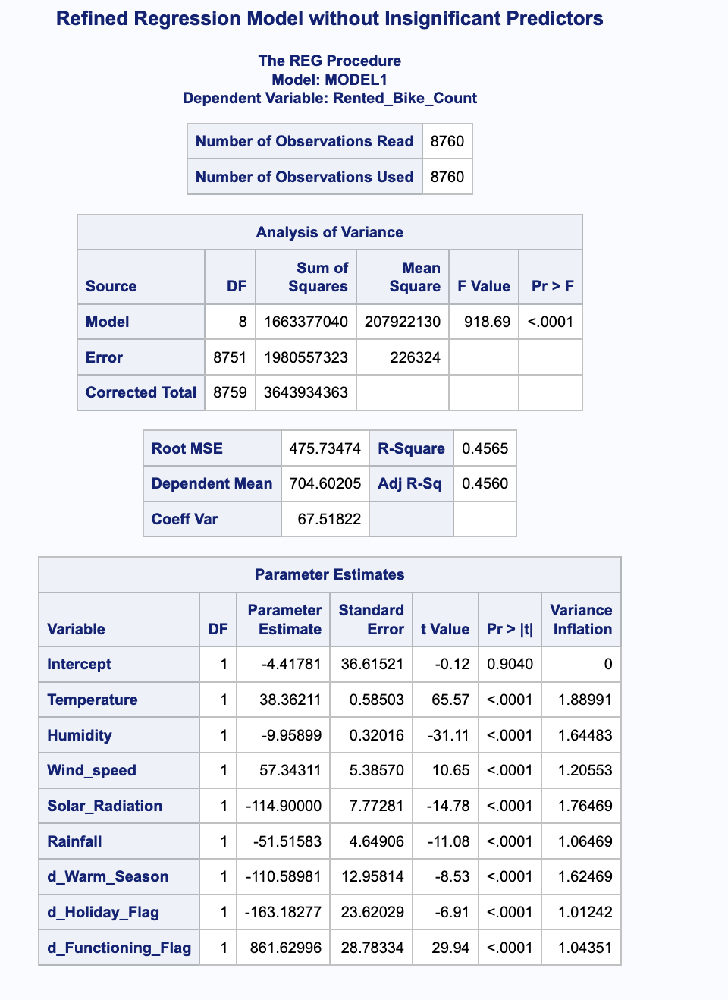 Refined Regression Model without Insignificant Predictors
The REG Procedure
Model: MODEL1
Dependent Variable: Rented_Bike_Count
Number of Observations Read 8760
Number of Observations Used 8760
Analysis of Variance
Source DF Sum of Squares Mean Square F Value Pr > F
Model 8 1663377040 207922130 918.69 <.0001
Error 8751 1980557323 226324
Corrected Total 8759 3643934363
Root MSE 475.73474 R-Square 0.4565
Dependent Mean 704.60205 Adj R-Sq 0.4560
Coeff Var 67.51822
Parameter Estimates
Variable DF Parameter Estimate Standard Error t Value Pr > |t| Variance Inflation
Intercept 1 -4.41781 36.61521 -0.12 0.9040 0
Temperature 1 38.36211 0.58503 65.57 <.0001 1.88991
Humidity 1 -9.95899 0.32016 -31.11 <.0001 1.64483
Wind_speed 1 57.34311 5.38570 10.65 <.0001 1.20553
Solar_Radiation 1 -114.90000 7.77281 -14.78 <.0001 1.76469
Rainfall 1 -51.51583 4.64906 -11.08 <.0001 1.06469
d_Warm_Season 1 -110.58981 12.95814 -8.53 <.0001 1.62469
d_Holiday_Flag 1 -163.18277 23.62029 -6.91 <.0001 1.01242
d_Functioning_Flag 1 861.62996 28.78334 29.94 <.0001 1.04351